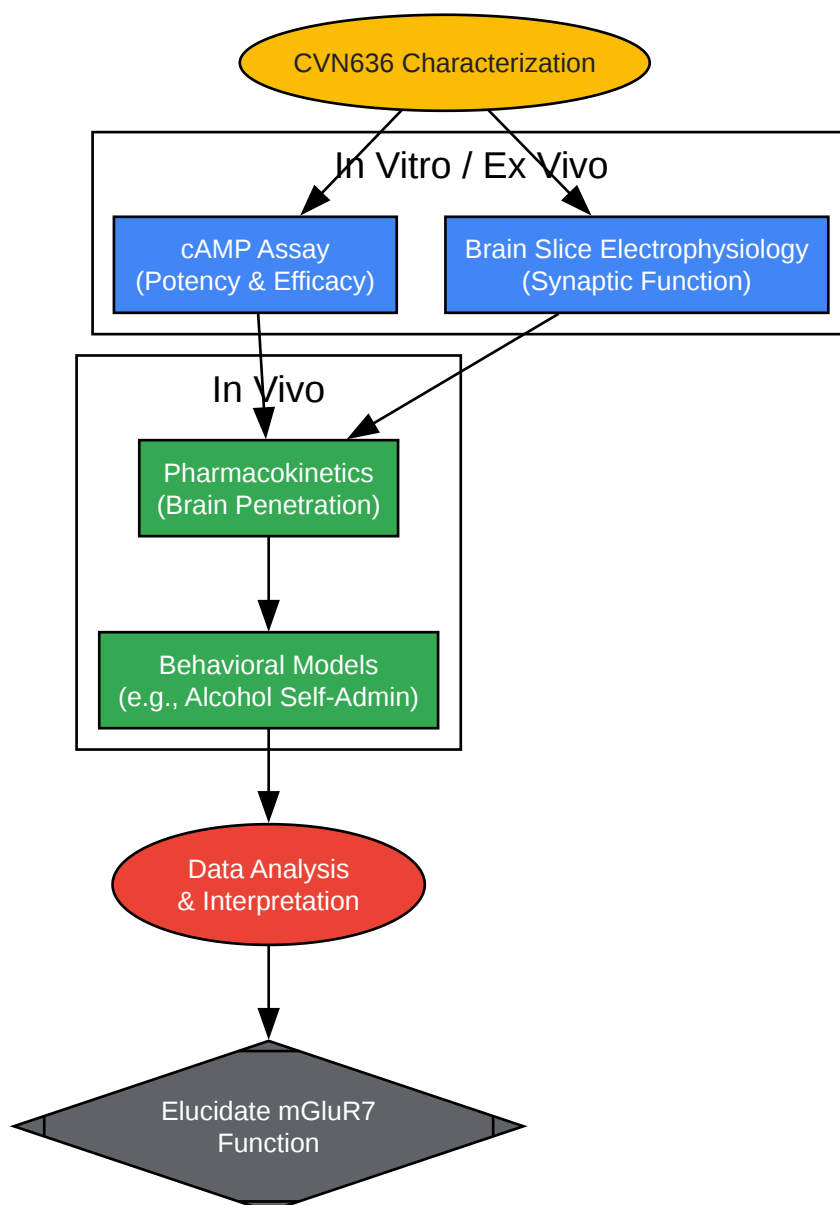 CVN636 Characterization
In Vitro / Ex Vivo
cAMP Assay
(Potency & Efficacy)
Brain Slice Electrophysiology
(Synaptic Function)
In Vivo
Pharmacokinetics
(Brain Penetration)
Behavioral Models
(e.g., Alcohol Self-Admin)
Data Analysis
& Interpretation
Elucidate mGluR7
Function